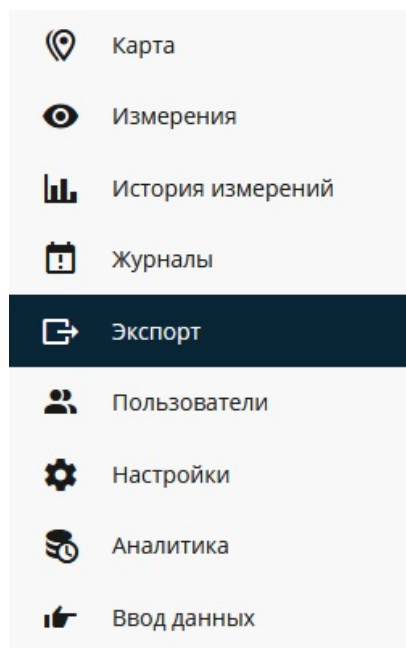 Карта
Измерения
История измерений
Журналы
Экспорт
Пользователи
Настройки
Аналитика
Ввод данных